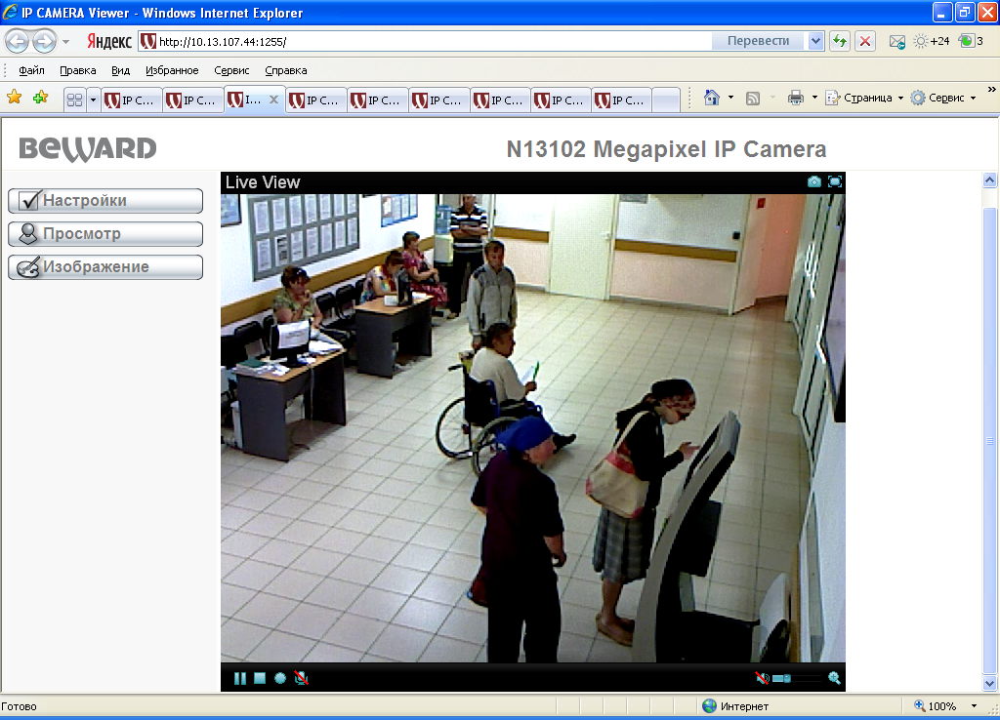 IP CAMERA Viewer - Windows Internet Explorer
Яндекс http://10.13.107.44:1255/ Перевести +24 3
Файл Правка Вид Избранное Сервис Справка
IP C... IP C... I... IP C... IP C... IP C... IP C... IP C... IP C... Страница Сервис
BEWARD N13102 Megapixel IP Camera
Live View
Настройки
Просмотр
Изображение
Готово Интернет 100%